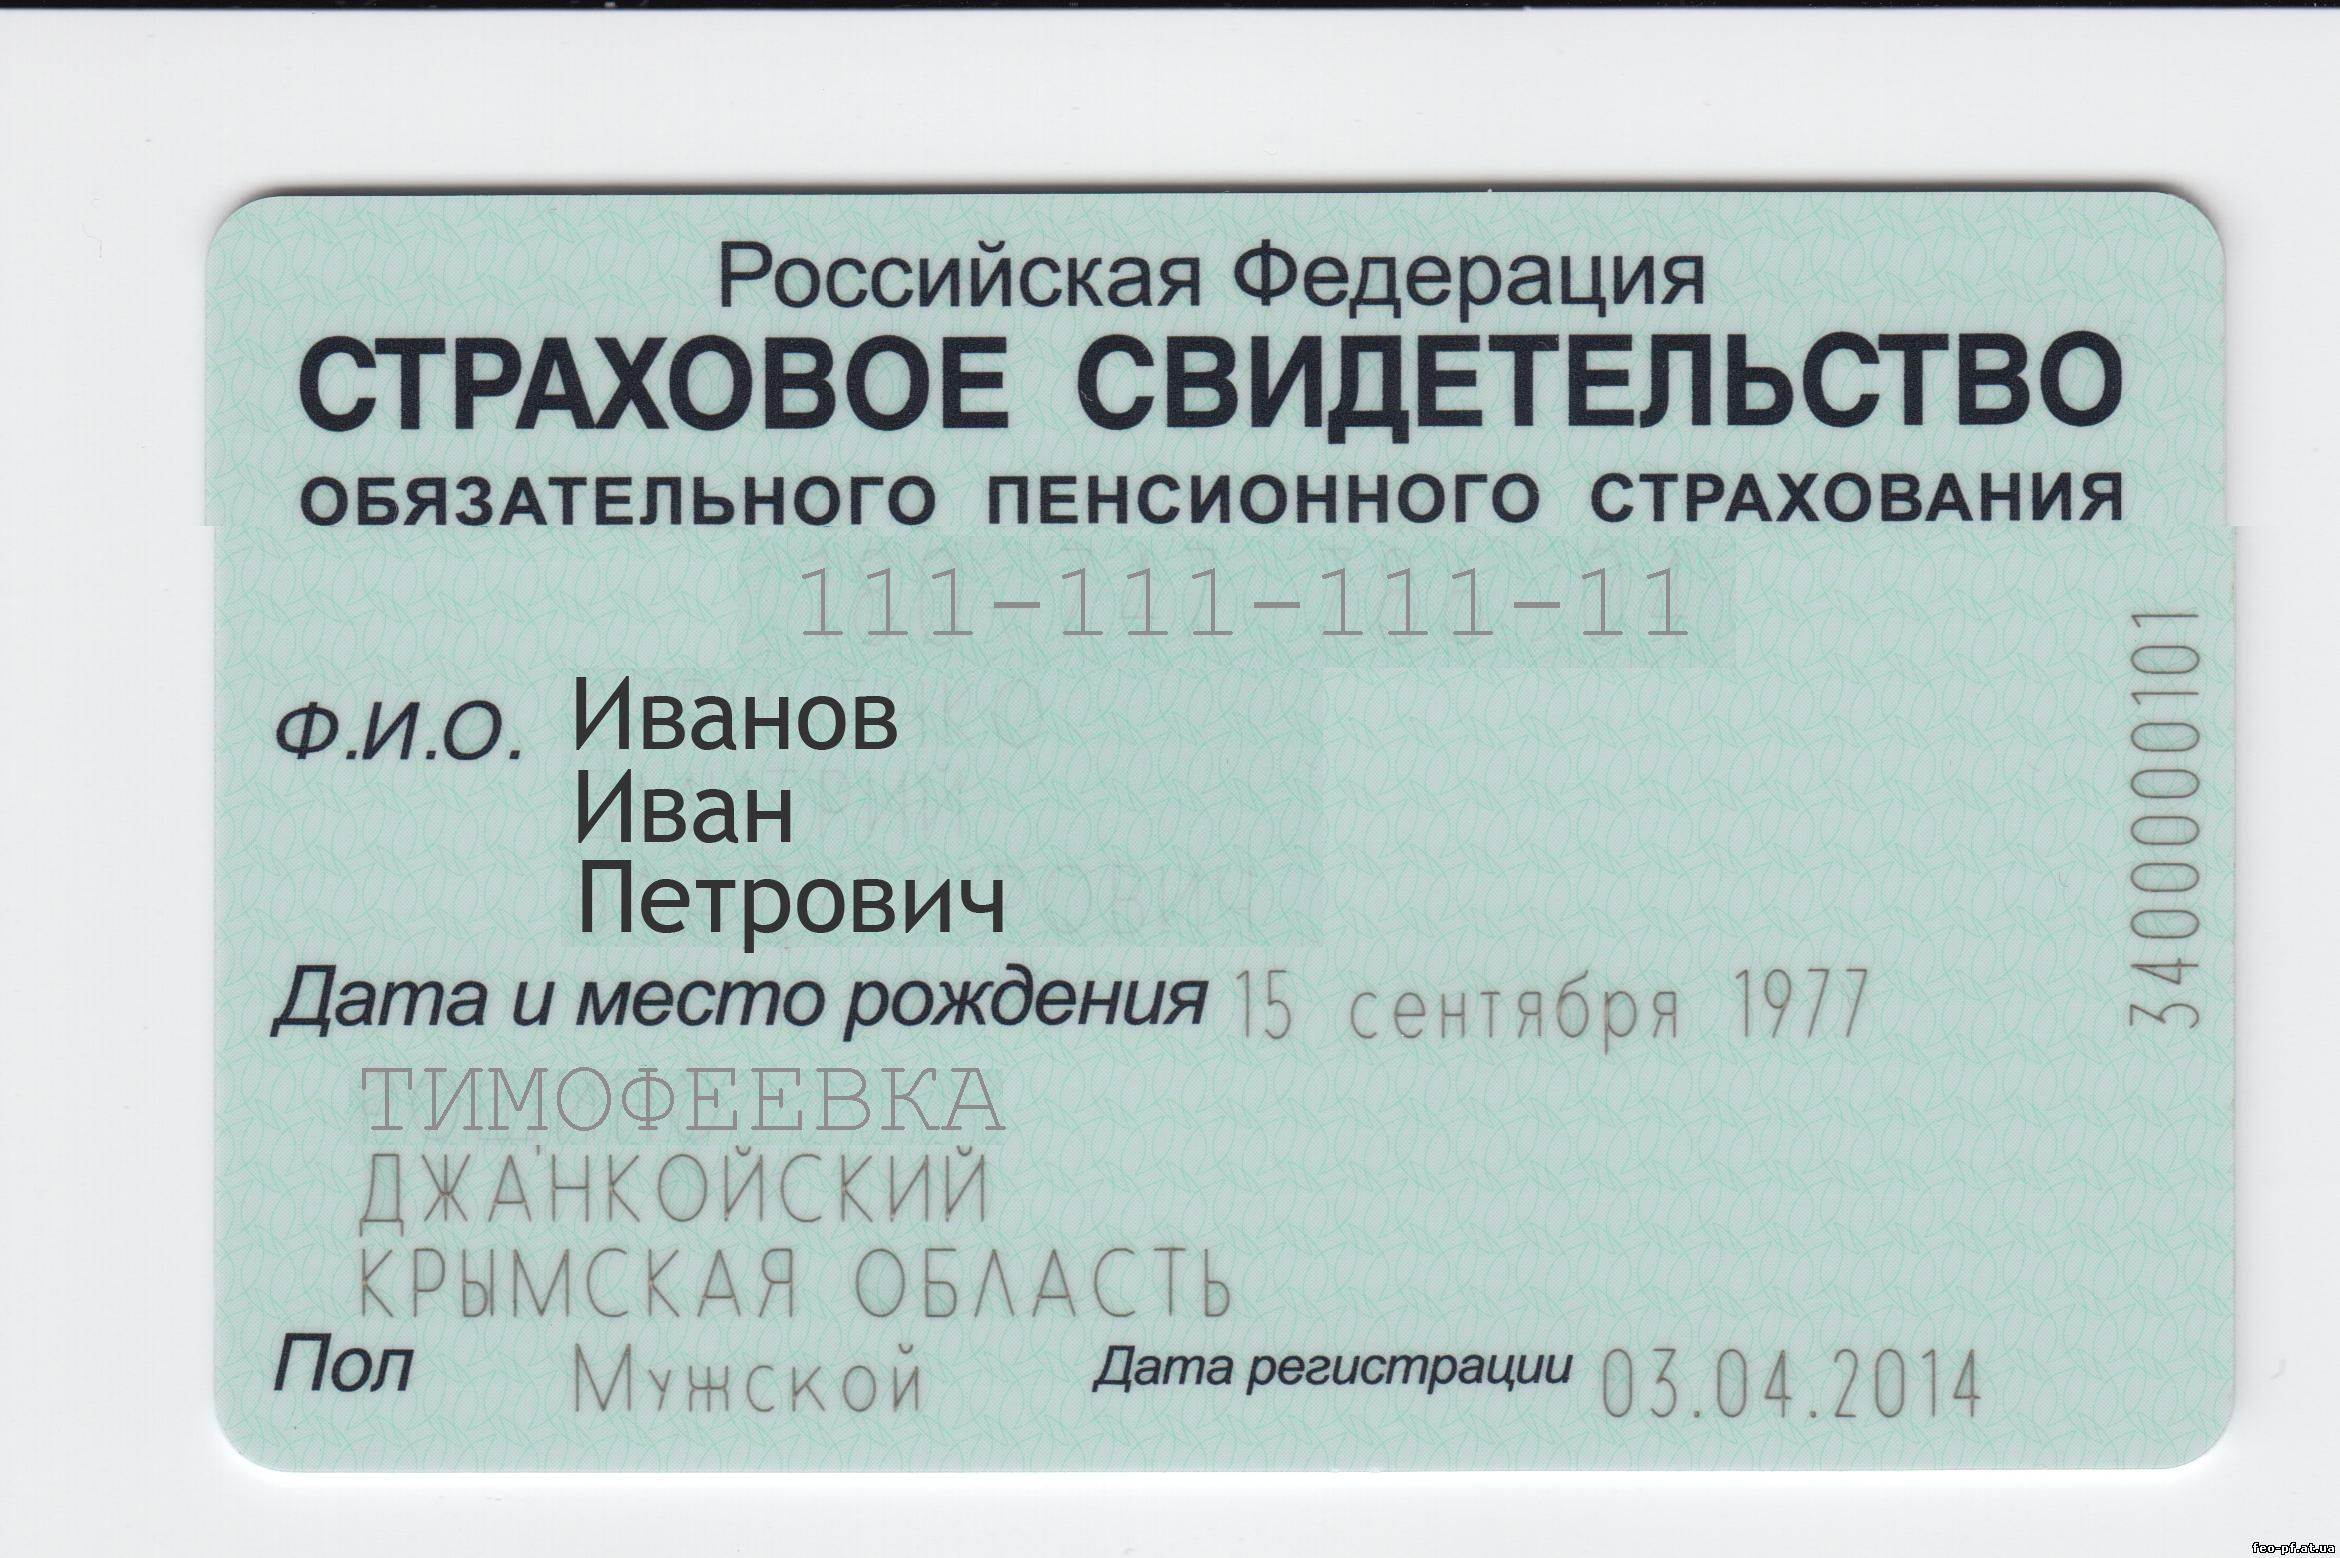 Российская Федерация
СТРАХОВОЕ СВИДЕТЕЛЬСТВО
ОБЯЗАТЕЛЬНОГО ПЕНСИОННОГО СТРАХОВАНИЯ
111-111-111-11
Ф.И.О. Иванов
Иван
Петрович
Дата и место рождения 15 сентября 1977
ТИМОФЕЕВКА
ДЖАНКОЙСКИЙ
КРЫМСКАЯ ОБЛАСТЬ
Пол Мужской Дата регистрации 03.04.2014
3400000101
feo-pf.at.ua